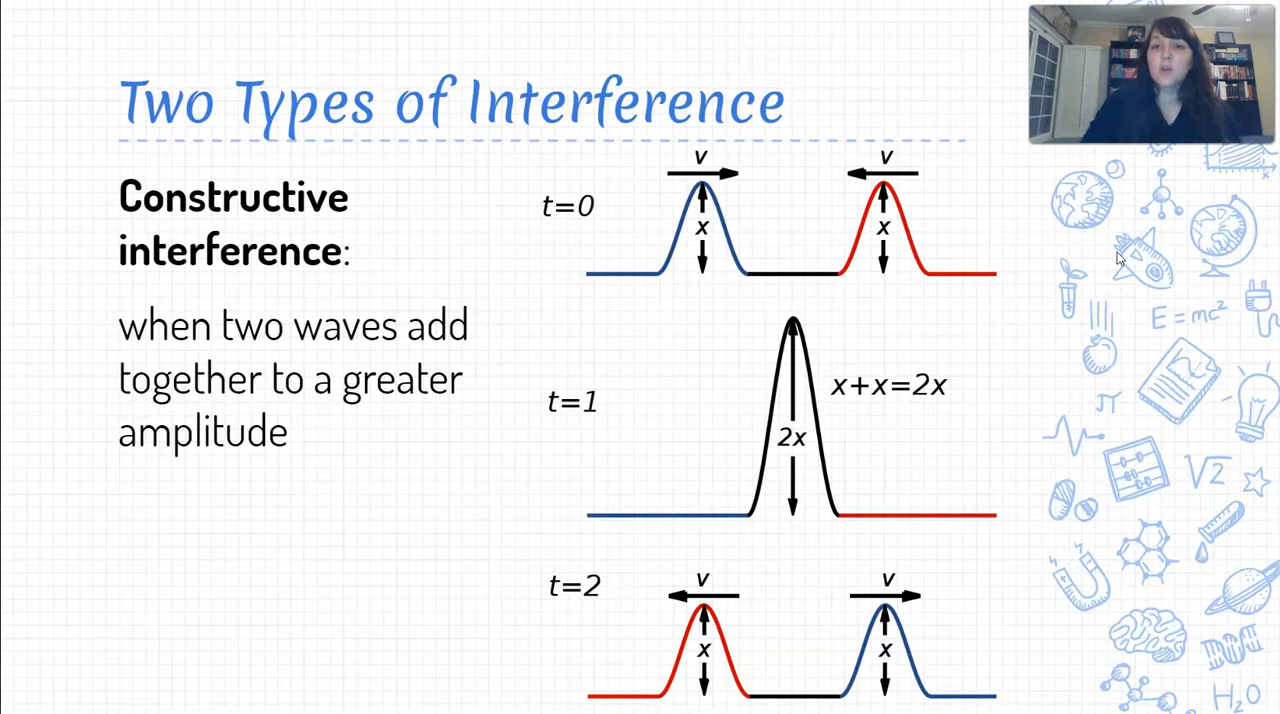 Two Types of Interference
Constructive
interference:
when two waves add
together to a greater
amplitude
v v
t=0
x x
t=1
x+x=2x
2x
t=2
v v
x x
E=mc²
π
√2
H₂O